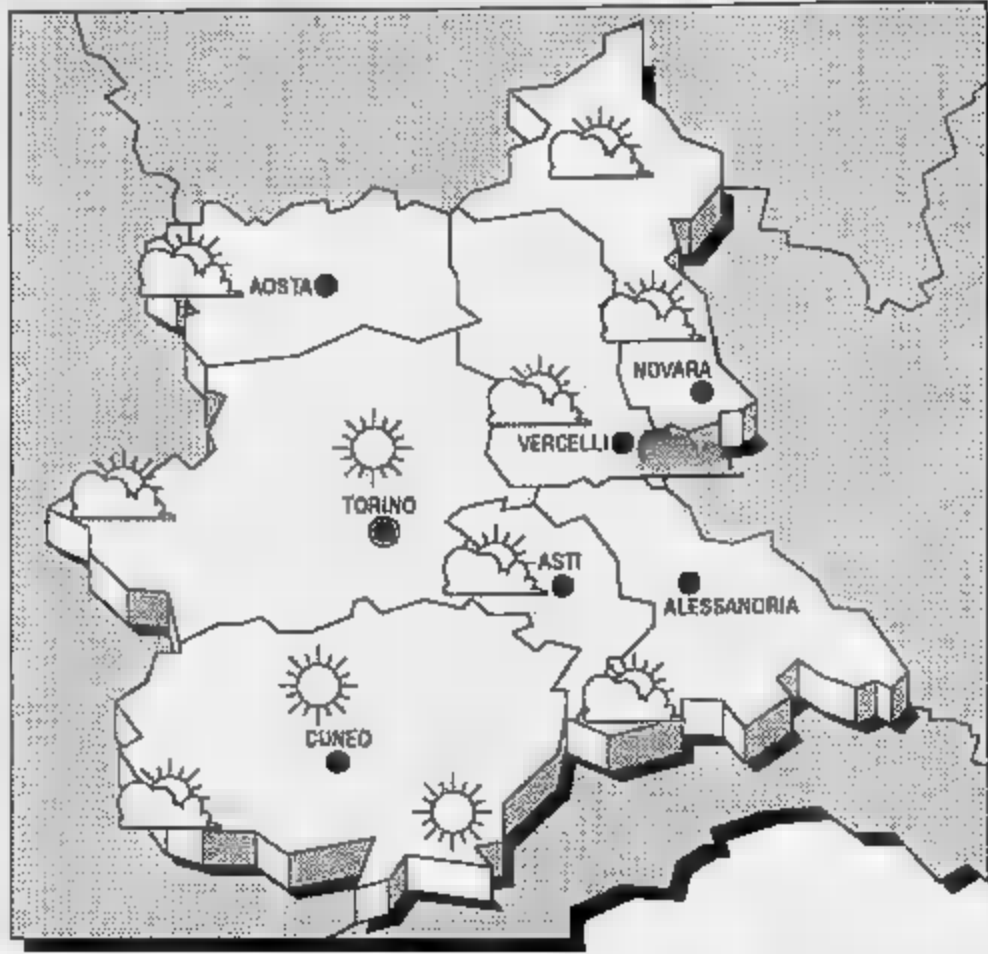 AOSTA
NOVARA
VERCELLI
TORINO
ASTI
ALESSANDRIA
CUNEO